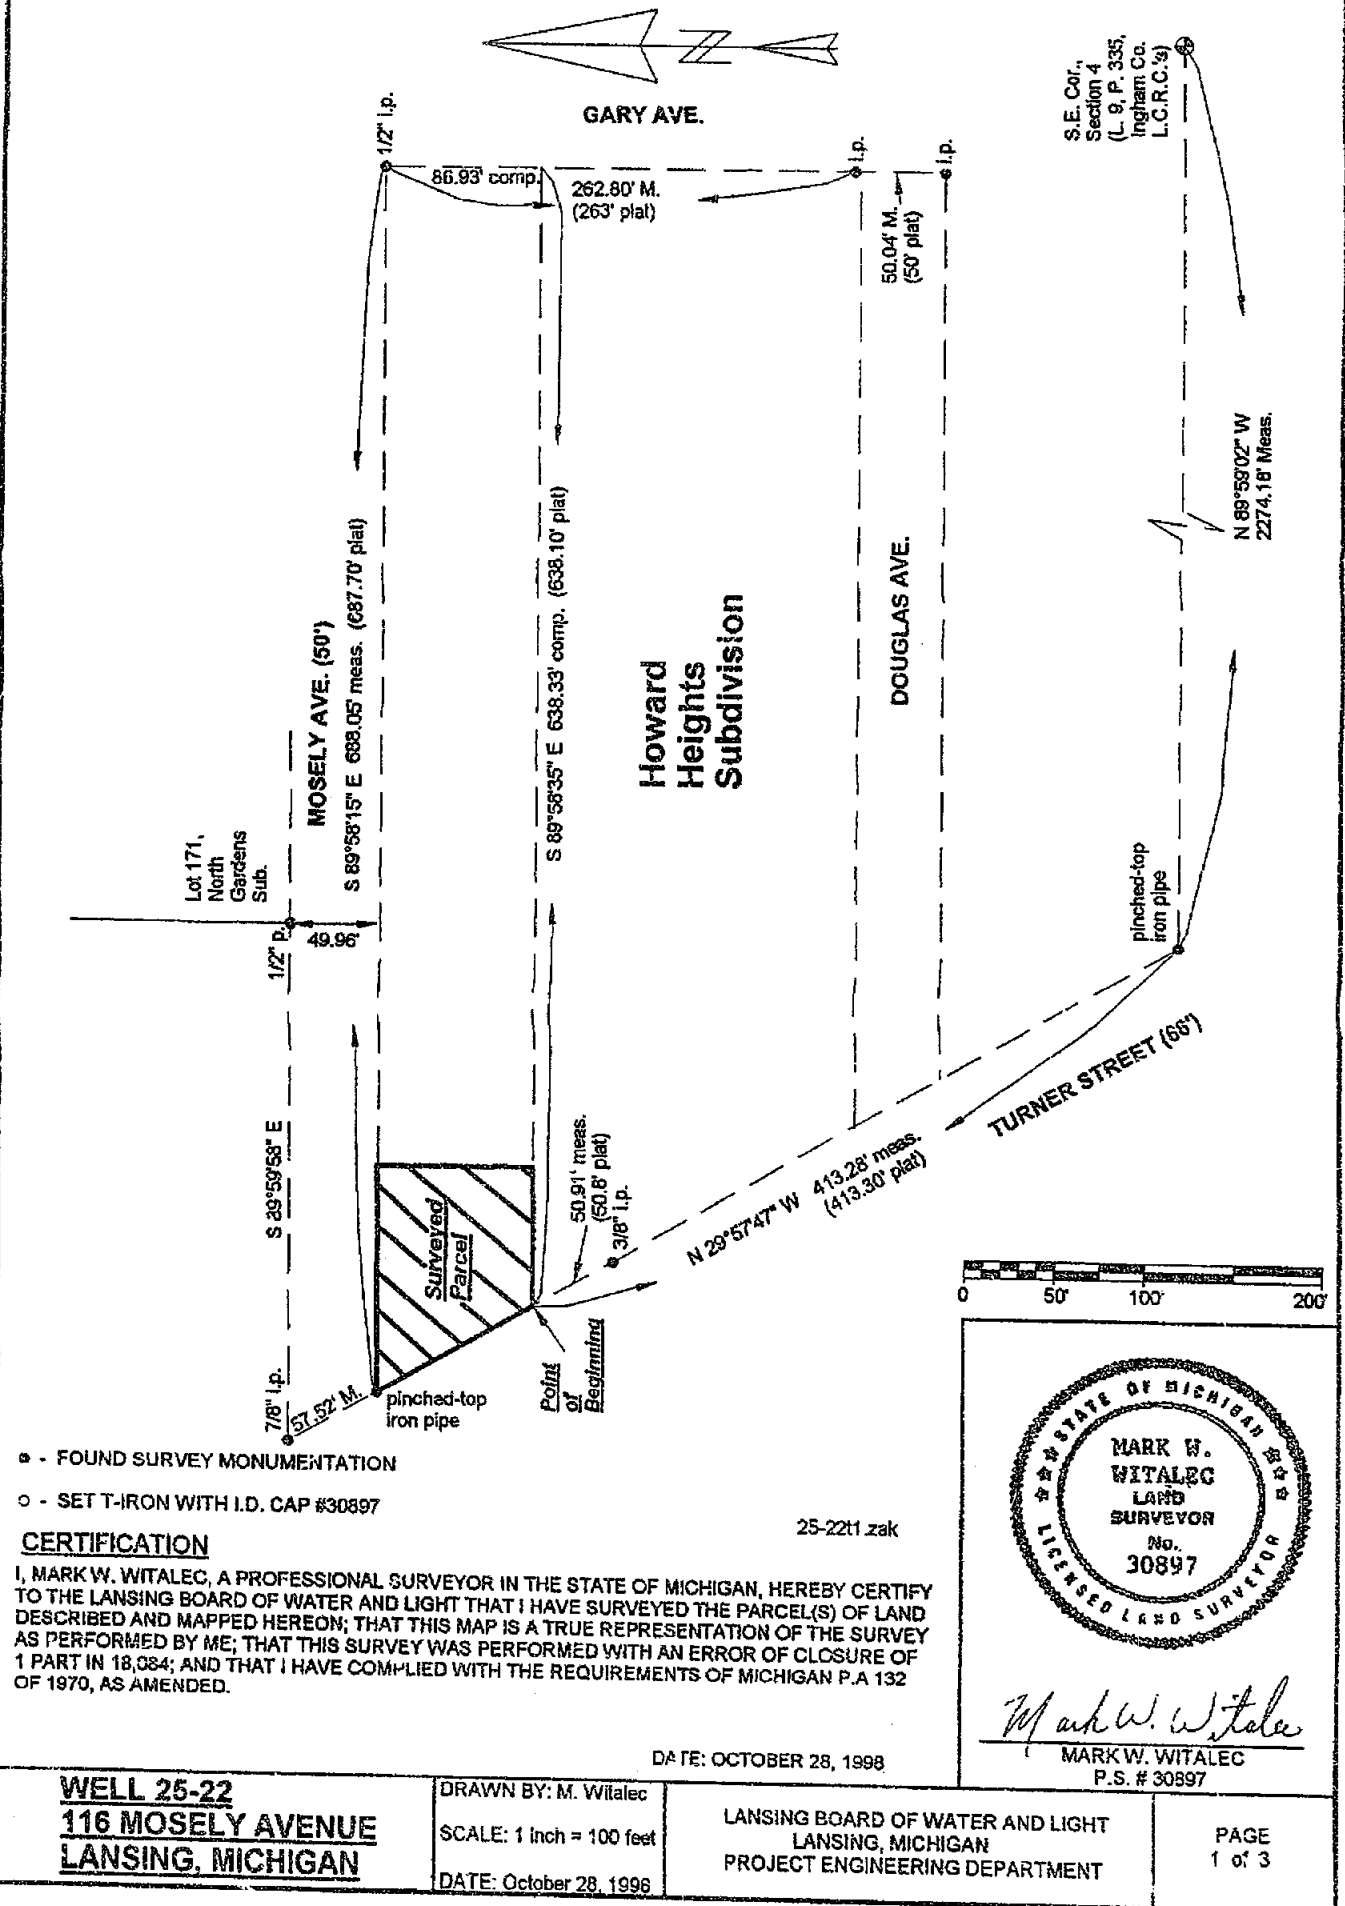 GARY AVE.
S.E. Cor.,
Section 4
(L. 9, P. 335,
Ingham Co.
L.C.R.C.'s)
1/2" i.p.
86.93' comp.
262.80' M.
(263' plat)
i.p.
i.p.
50.04' M.
(50' plat)
N 89°59'02" W
2274.16' Meas.
MOSELY AVE. (50')
S 89°58'15" E 688.05' meas. (687.70' plat)
S 89°58'35" E 638.33' comp. (638.10' plat)
Howard
Heights
Subdivision
DOUGLAS AVE.
Lot 171,
North
Gardens
Sub.
1/2" p.
49.96'
pinched-top
iron pipe
S 89°59'58" E
Surveyed
Parcel
50.91' meas.
(50.8' plat)
3/8" i.p.
N 29°57'47" W 413.28' meas.
(413.30' plat)
TURNER STREET (66')
7/8" i.p.
57.52' M.
pinched-top
iron pipe
Point
of
Beginning
0 50' 100' 200'
STATE OF MICHIGAN
MARK W.
WITALEC
LAND
SURVEYOR
No.
30897
LICENSED LAND SURVEYOR
- FOUND SURVEY MONUMENTATION
- SET T-IRON WITH I.D. CAP #30897
25-22t1.zak
CERTIFICATION
I, MARK W. WITALEC, A PROFESSIONAL SURVEYOR IN THE STATE OF MICHIGAN, HEREBY CERTIFY
TO THE LANSING BOARD OF WATER AND LIGHT THAT I HAVE SURVEYED THE PARCEL(S) OF LAND
DESCRIBED AND MAPPED HEREON; THAT THIS MAP IS A TRUE REPRESENTATION OF THE SURVEY
AS PERFORMED BY ME; THAT THIS SURVEY WAS PERFORMED WITH AN ERROR OF CLOSURE OF
1 PART IN 18,084; AND THAT I HAVE COMPLIED WITH THE REQUIREMENTS OF MICHIGAN P.A 132
OF 1970, AS AMENDED.
Mark W. Witalec
MARK W. WITALEC
P.S. # 30897
DATE: OCTOBER 28, 1998
WELL 25-22
116 MOSELY AVENUE
LANSING, MICHIGAN
DRAWN BY: M. Witalec
SCALE: 1 inch = 100 feet
DATE: October 28, 1998
LANSING BOARD OF WATER AND LIGHT
LANSING, MICHIGAN
PROJECT ENGINEERING DEPARTMENT
PAGE
1 of 3